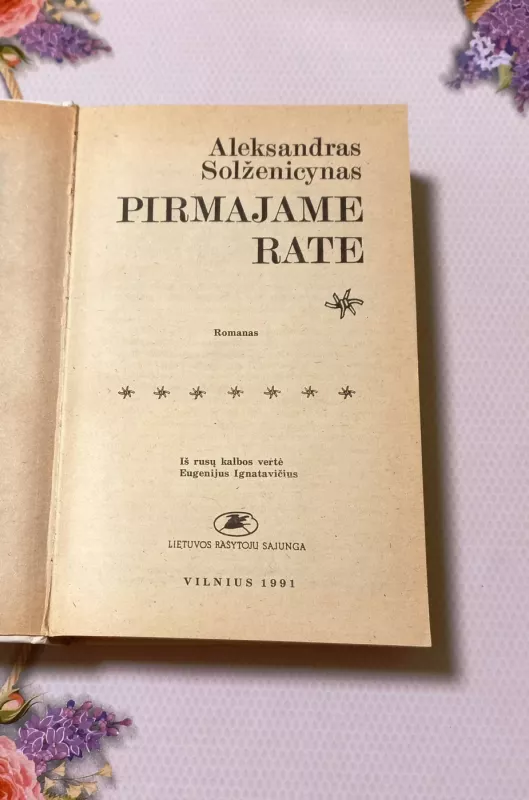 Aleksandras
Solženicynas
PIRMAJAME
RATE
Romanas
Iš rusų kalbos vertė
Eugenijus Ignatavičius
LIETUVOS RAŠYTOJŲ SĄJUNGA
VILNIUS 1991